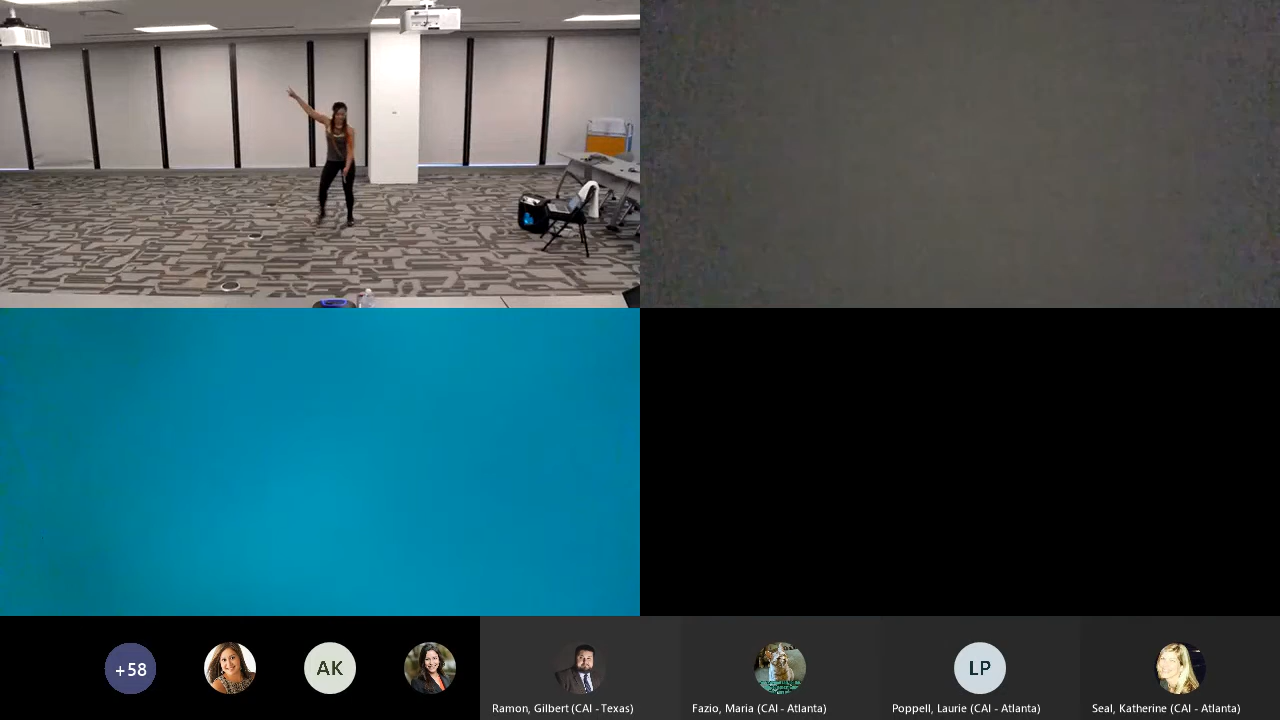 +58
AK
LP
Ramon, Gilbert (CAI - Texas)
Fazio, Maria (CAI - Atlanta)
Poppell, Laurie (CAI - Atlanta)
Seal, Katherine (CAI - Atlanta)